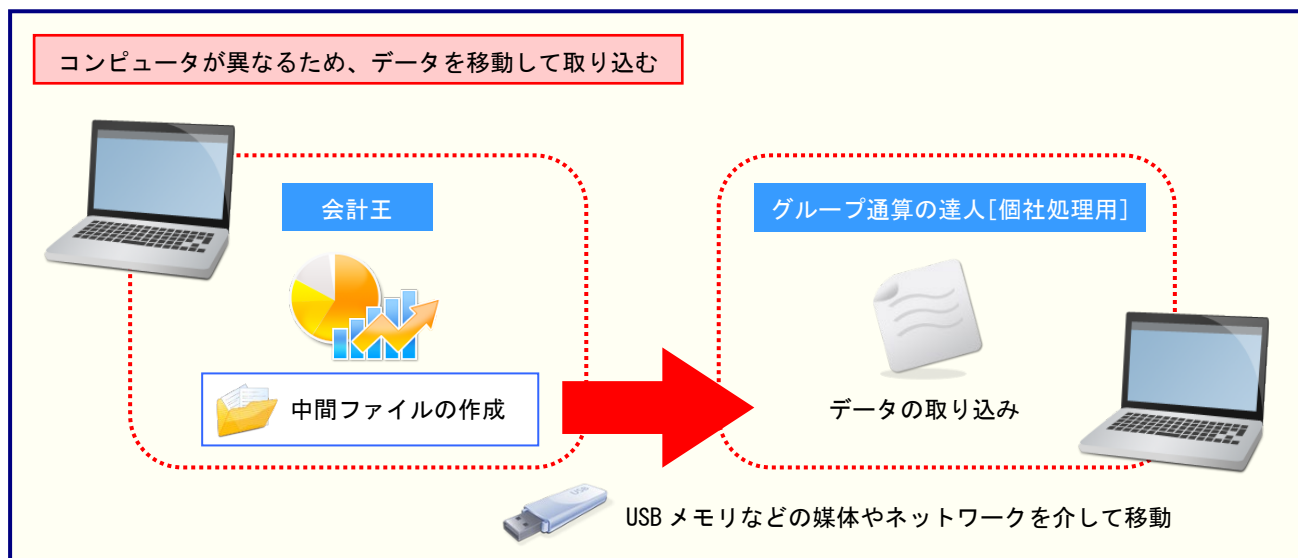 コンピュータが異なるため、データを移動して取り込む
会計王
グループ通算の達人[個社処理用]
中間ファイルの作成
データの取り込み
USB
USB メモリなどの媒体やネットワークを介して移動